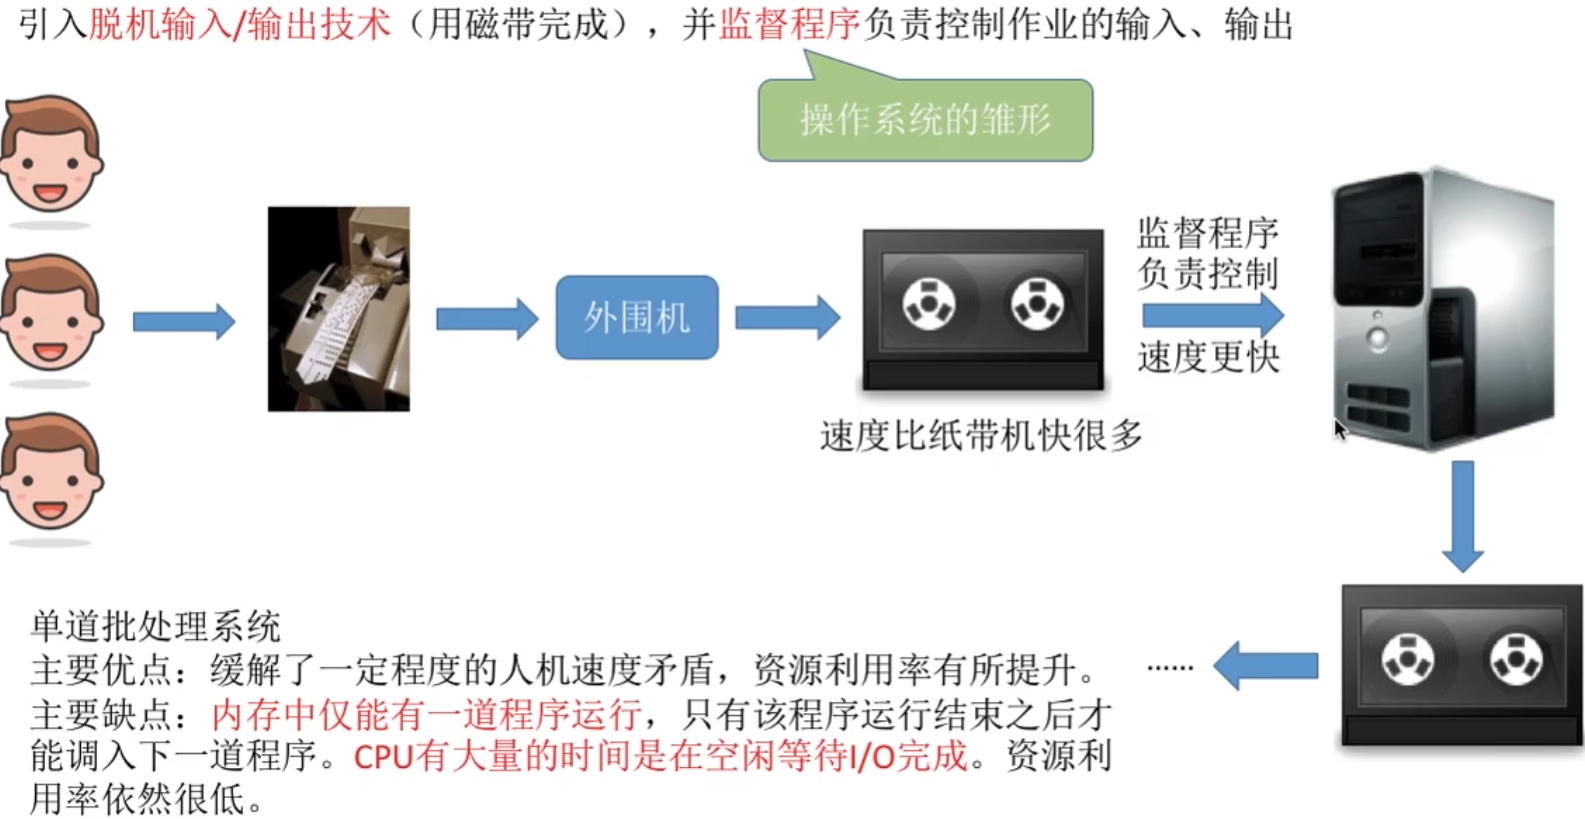 引入脱机输入/输出技术（用磁带完成），并监督程序负责控制作业的输入、输出
操作系统的雏形
外围机
监督程序
负责控制
速度更快
速度比纸带机快很多
单道批处理系统
主要优点：缓解了一定程度的人机速度矛盾，资源利用率有所提升。
主要缺点：内存中仅能有一道程序运行，只有该程序运行结束之后才
能调入下一道程序。CPU有大量的时间是在空闲等待I/O完成。资源利
用率依然很低。
……